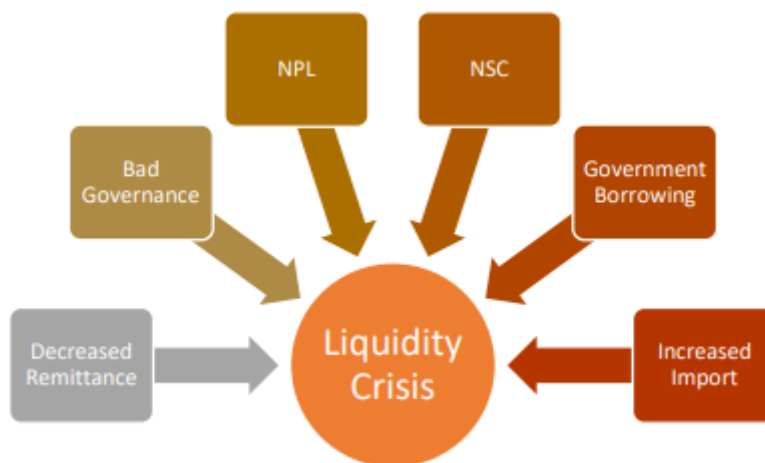 NPL
NSC
Bad
Governance
Government
Borrowing
Decreased
Remittance
Liquidity
Crisis
Increased
Import